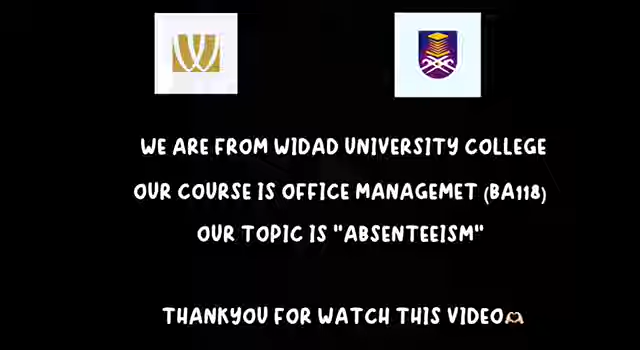 WE ARE FROM WIDAD UNIVERSITY COLLEGE
OUR COURSE IS OFFICE MANAGEMET (BA118)
OUR TOPIC IS "ABSENTEEISM"
THANKYOU FOR WATCH THIS VIDEO🫶🏻